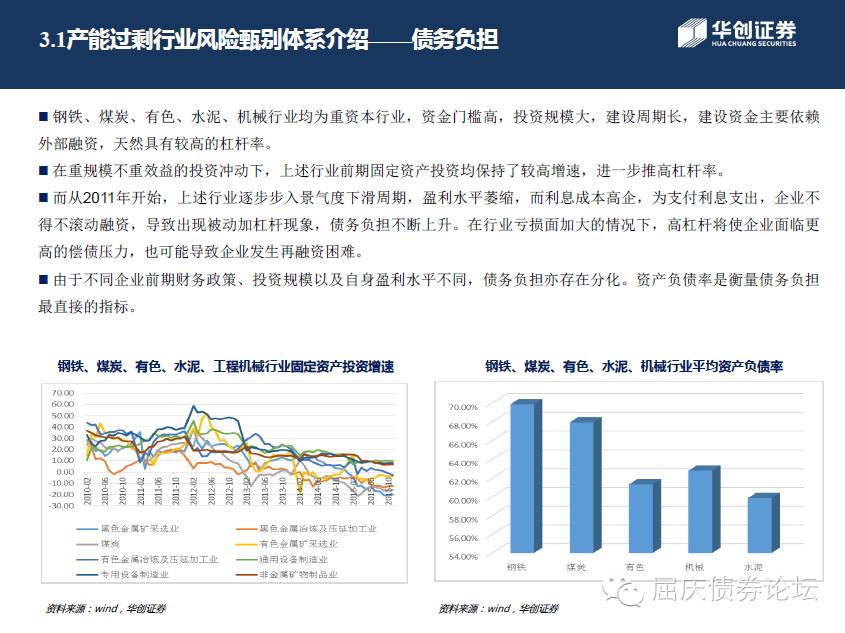 3.1产能过剩行业风险甄别体系介绍——债务负担
华创证券
HUA CHUANG SECURITIES
■ 钢铁、煤炭、有色、水泥、机械行业均为重资本行业，资金门槛高，投资规模大，建设周期长，建设资金主要依赖
外部融资，天然具有较高的杠杆率。
■ 在重规模不重效益的投资冲动下，上述行业前期固定资产投资均保持了较高增速，进一步推高杠杆率。
■ 而从2011年开始，上述行业逐步步入景气度下滑周期，盈利水平萎缩，而利息成本高企，为支付利息支出，企业不
得不滚动融资，导致出现被动加杠杆现象，债务负担不断上升。在行业亏损面加大的情况下，高杠杆将使企业面临更
高的偿债压力，也可能导致企业发生再融资困难。
■ 由于不同企业前期财务政策、投资规模以及自身盈利水平不同，债务负担亦存在分化。资产负债率是衡量债务负担
最直接的指标。
钢铁、煤炭、有色、水泥、工程机械行业固定资产投资增速
70.00
60.00
50.00
40.00
30.00
20.00
10.00
0.00
-10.00
-20.00
-30.00
2010-02
2010-06
2010-10
2011-02
2011-06
2011-10
2012-02
2012-06
2012-10
2013-02
2013-06
2013-10
2014-02
2014-06
2014-10
2015-02
2015-06
2015-10
黑色金属矿采选业
黑色金属冶炼及压延加工业
煤炭
有色金属矿采选业
有色金属冶炼及压延加工业
通用设备制造业
专用设备制造业
非金属矿物制品业
资料来源：wind，华创证券
钢铁、煤炭、有色、水泥、机械行业平均资产负债率
70.00%
68.00%
66.00%
64.00%
62.00%
60.00%
58.00%
56.00%
54.00%
钢铁
煤炭
有色
机械
水泥
资料来源：wind，华创证券
屈庆债券论坛